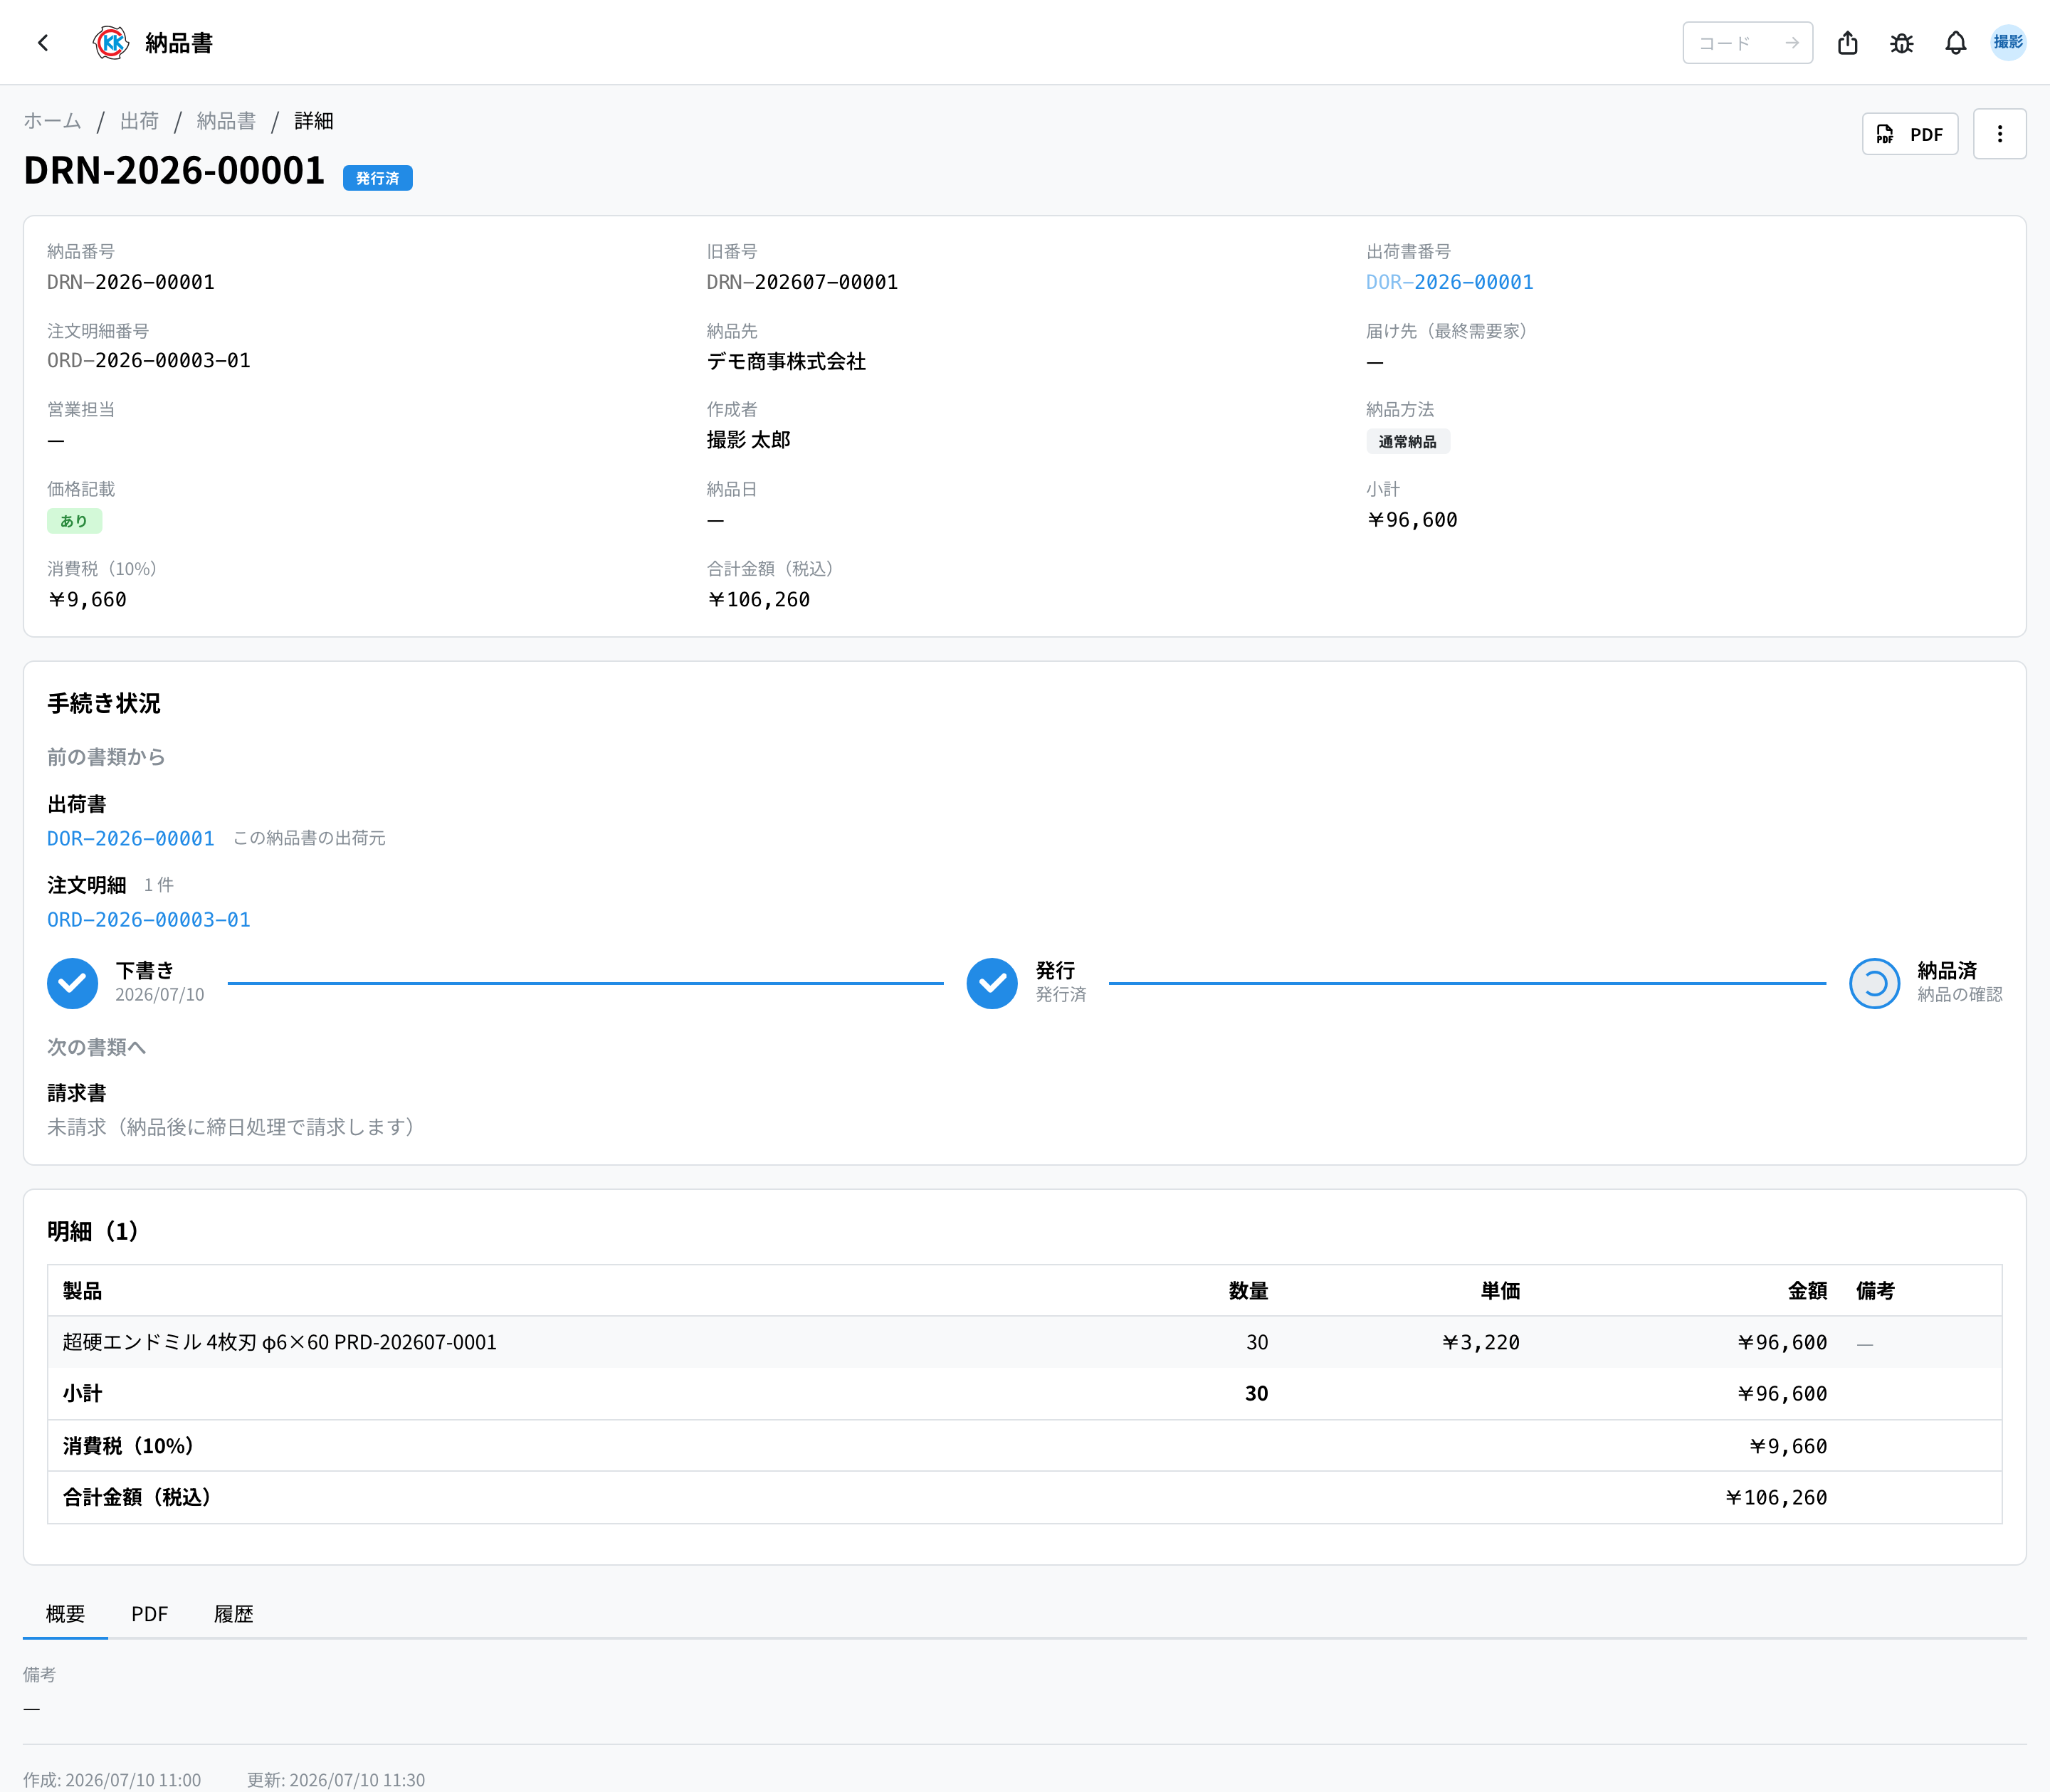 納品書
コード
撮影
ホーム / 出荷 / 納品書 / 詳細
PDF
DRN-2026-00001 発行済
納品番号 旧番号 出荷書番号
DRN-2026-00001 DRN-202607-00001 DOR-2026-00001
注文明細番号 納品先 届け先（最終需要家）
ORD-2026-00003-01 デモ商事株式会社 —
営業担当 作成者 納品方法
— 撮影 太郎 通常納品
価格記載 納品日 小計
あり — ￥96,600
消費税（10%） 合計金額（税込）
￥9,660 ￥106,260
手続き状況
前の書類から
出荷書
DOR-2026-00001 この納品書の出荷元
注文明細 1 件
ORD-2026-00003-01
下書き 発行 納品済
2026/07/10 発行済 納品の確認
次の書類へ
請求書
未請求（納品後に締日処理で請求します）
明細（1）
製品 数量 単価 金額 備考
超硬エンドミル 4枚刃 φ6×60 PRD-202607-0001 30 ￥3,220 ￥96,600 —
小計 30 ￥96,600
消費税（10%） ￥9,660
合計金額（税込） ￥106,260
概要 PDF 履歴
備考
—
作成: 2026/07/10 11:00 更新: 2026/07/10 11:30